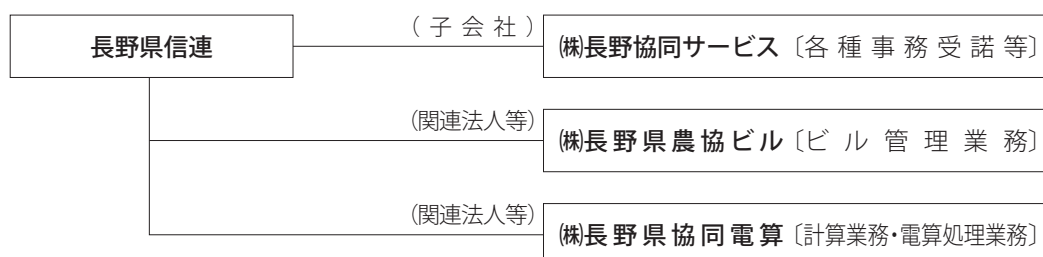 長野県信連
(子会社)
㈱長野協同サービス〔各種事務受諾等〕
(関連法人等)
㈱長野県農協ビル〔ビル管理業務〕
(関連法人等)
㈱長野県協同電算〔計算業務・電算処理業務〕